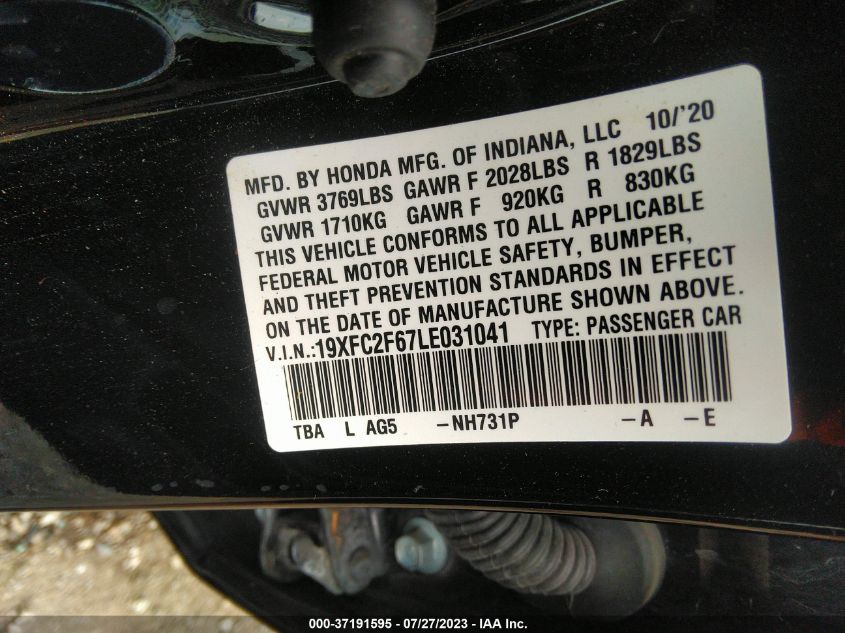 MFD. BY HONDA MFG. OF INDIANA, LLC 10/'20
GVWR 3769LBS GAWR F 2028LBS R 1829LBS
GVWR 1710KG GAWR F 920KG R 830KG
THIS VEHICLE CONFORMS TO ALL APPLICABLE
FEDERAL MOTOR VEHICLE SAFETY, BUMPER,
AND THEFT PREVENTION STANDARDS IN EFFECT
ON THE DATE OF MANUFACTURE SHOWN ABOVE.
V.I.N.:19XFC2F67LE031041 TYPE: PASSENGER CAR
TBA L AG5 -NH731P -A -E
000-37191595 - 07/27/2023 - IAA Inc.